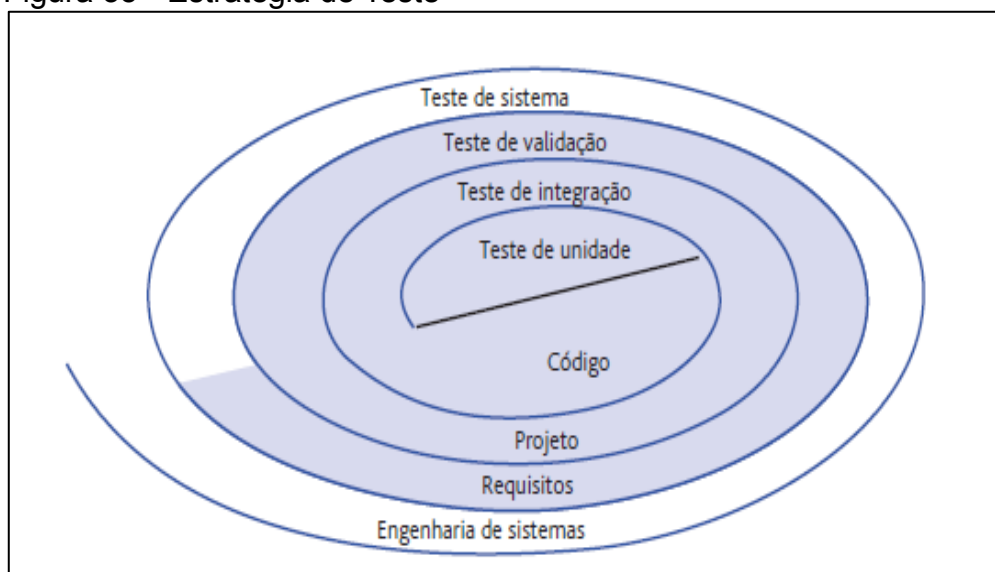 Teste de sistema
Teste de validação
Teste de integração
Teste de unidade
Código
Projeto
Requisitos
Engenharia de sistemas